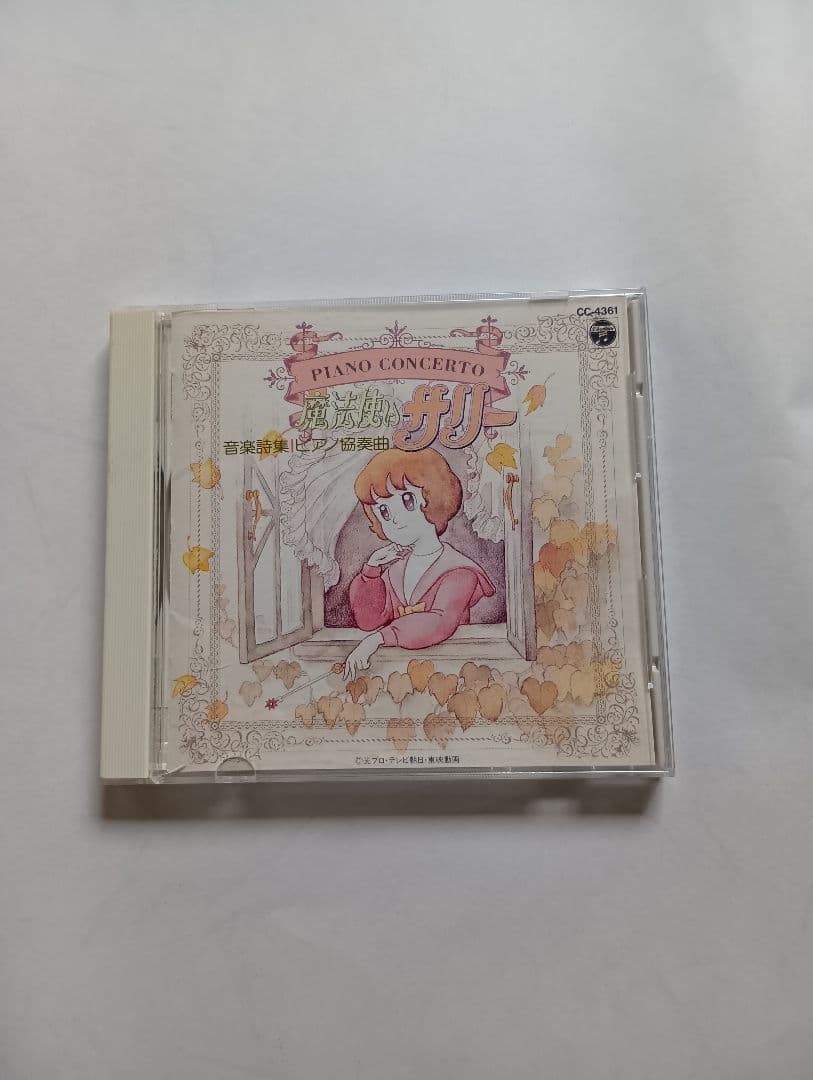 CC-4361
PIANO CONCERTO
魔法使いサリー
音楽詩集 ピアノ協奏曲
©光プロ・テレビ朝日・東映動画